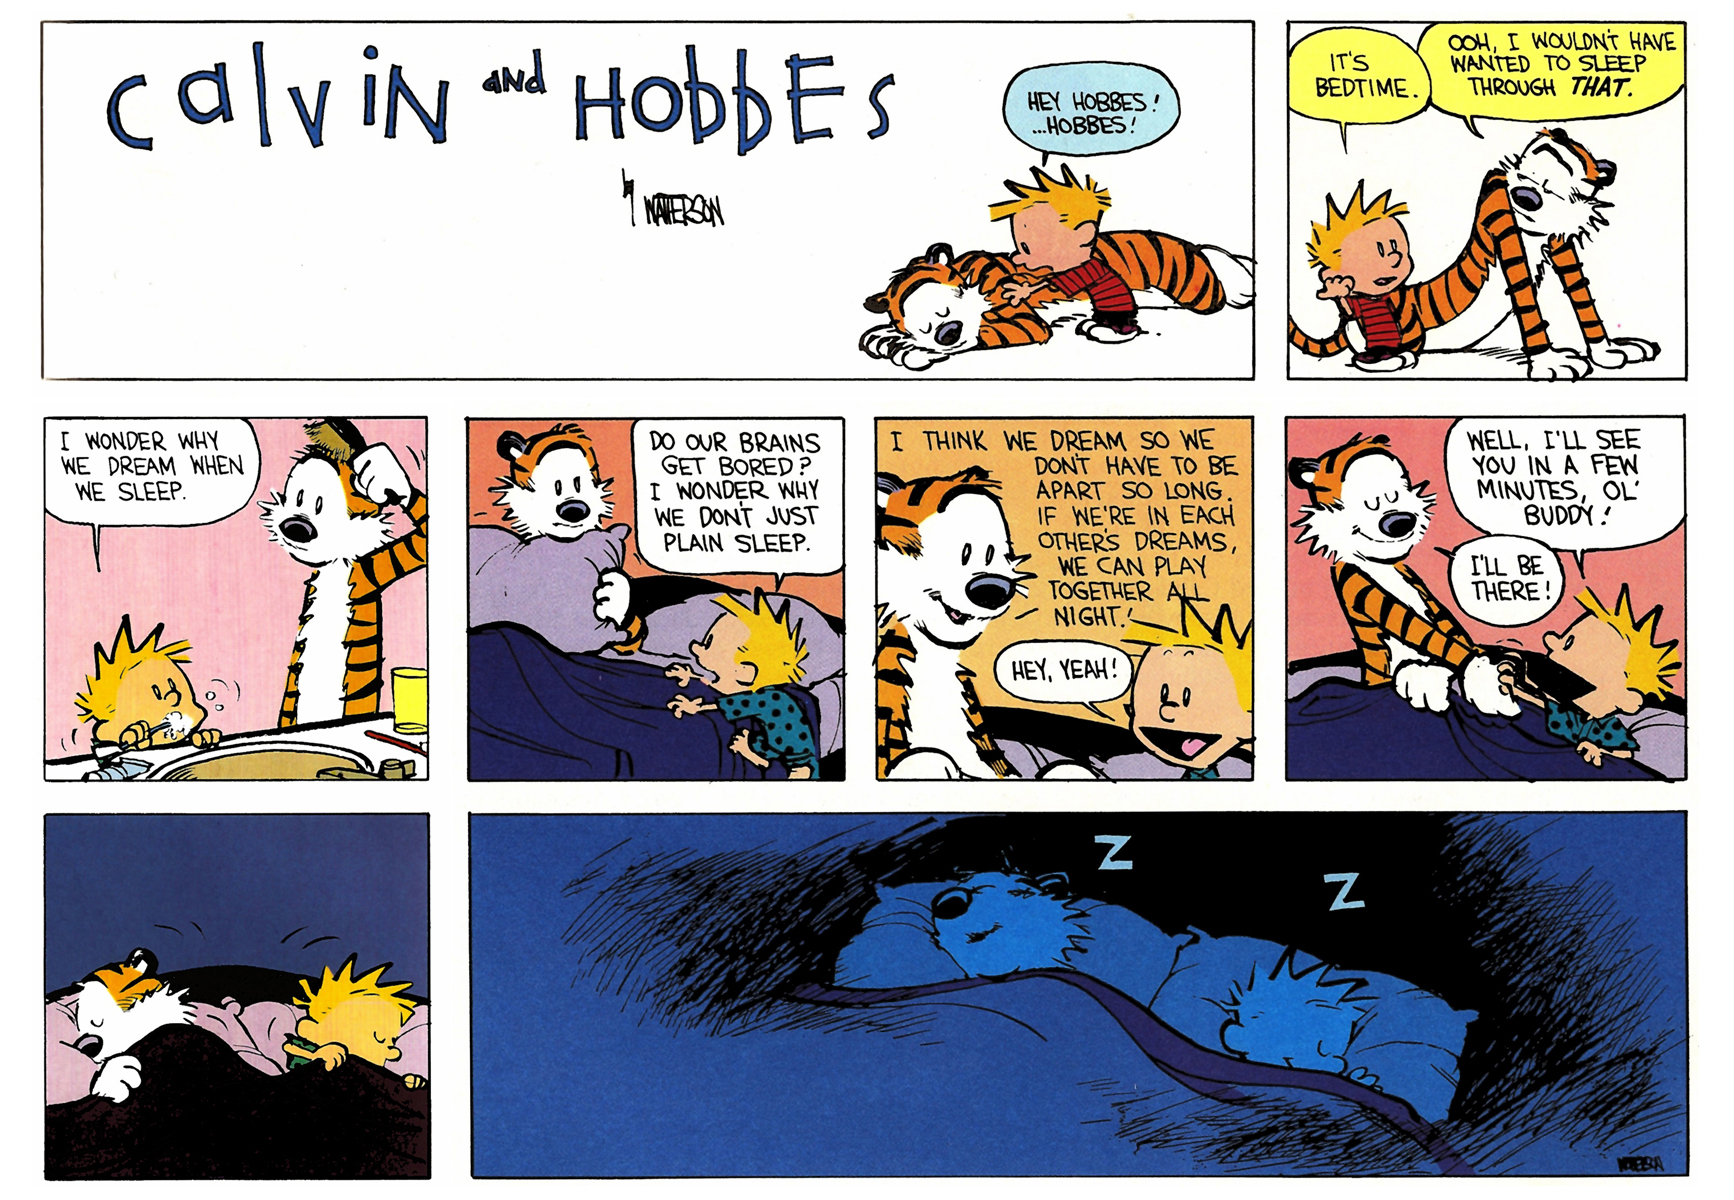 Calvin and Hobbes
by WATTERSON
HEY HOBBES!
...HOBBES!
IT'S
BEDTIME.
OOH, I WOULDN'T HAVE
WANTED TO SLEEP
THROUGH THAT.
I WONDER WHY
WE DREAM WHEN
WE SLEEP.
DO OUR BRAINS
GET BORED?
I WONDER WHY
WE DON'T JUST
PLAIN SLEEP.
I THINK WE DREAM SO WE
DON'T HAVE TO BE
APART SO LONG.
IF WE'RE IN EACH
OTHER'S DREAMS,
WE CAN PLAY
TOGETHER ALL
NIGHT!
HEY, YEAH!
WELL, I'LL SEE
YOU IN A FEW
MINUTES, OL'
BUDDY!
I'LL BE
THERE!
Z
Z
WATTERSON